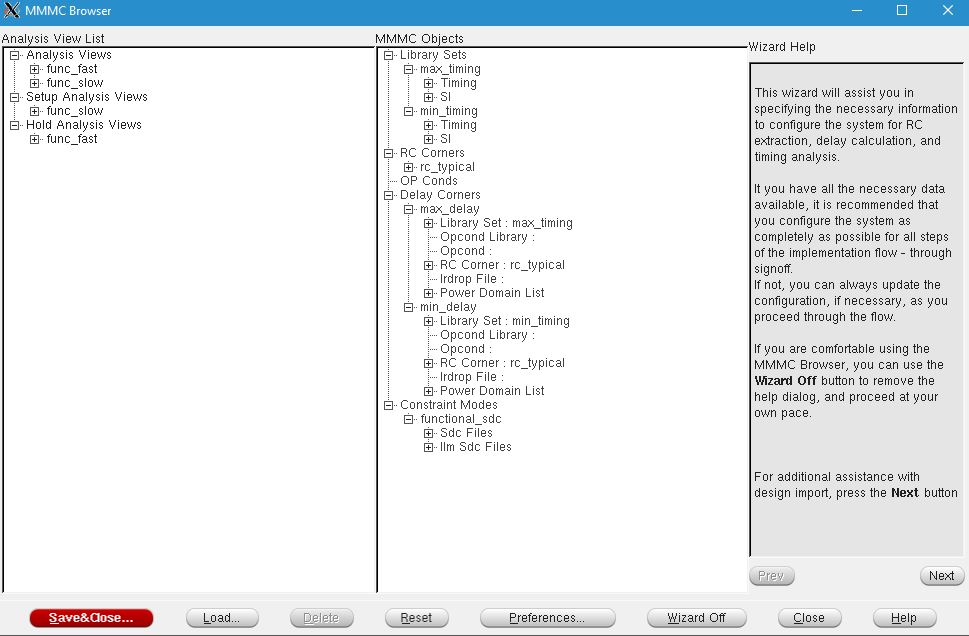 MMMC Browser
Analysis View List
Analysis Views
func_fast
func_slow
Setup Analysis Views
func_slow
Hold Analysis Views
func_fast
MMMC Objects
Library Sets
max_timing
Timing
SI
min_timing
Timing
SI
RC Corners
rc_typical
OP Conds
Delay Corners
max_delay
Library Set : max_timing
Opcond Library :
Opcond :
RC Corner : rc_typical
Irdrop File :
Power Domain List
min_delay
Library Set : min_timing
Opcond Library :
Opcond :
RC Corner : rc_typical
Irdrop File :
Power Domain List
Constraint Modes
functional_sdc
Sdc Files
Ilm Sdc Files
Wizard Help
This wizard will assist you in
specifying the necessary information
to configure the system for RC
extraction, delay calculation, and
timing analysis.
It you have all the necessary data
available, it is recommended that
you configure the system as
completely as possible for all steps
of the implementation flow - through
signoff.
If not, you can always update the
configuration, if necessary, as you
proceed through the flow.
If you are comfortable using the
MMMC Browser, you can use the
Wizard Off button to remove the
help dialog, and proceed at your
own pace.
For additional assistance with
design import, press the Next button
Prev
Next
Save&Close...
Load...
Delete
Reset
Preferences...
Wizard Off
Close
Help